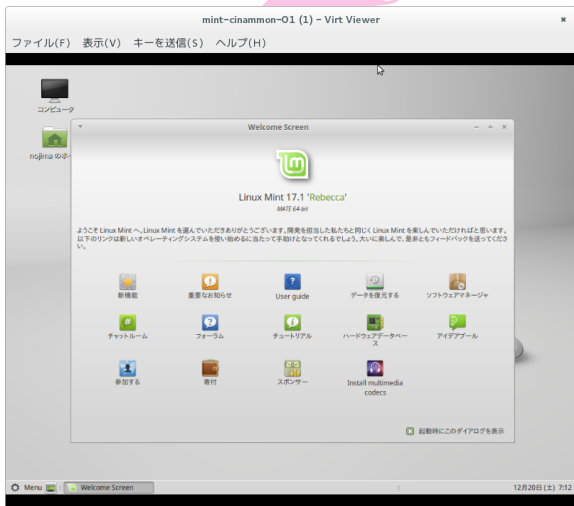 mint-cinammon-01 (1) – Virt Viewer
ファイル(F) 表示(V) キーを送信(S) ヘルプ(H)
コンピュータ
nojima のホ
Welcome Screen
Linux Mint 17.1 'Rebecca'
MATE 64-bit
ようこそ Linux Mint へ。Linux Mint を選んでいただきありがとうございます。開発を担当した私たちと同じく Linux Mint を楽しんでいただければと思います。
以下のリンクは新しいオペレーティングシステムを使い始めるに当たって手助けとなってくれるでしょう。大いに楽しんで、是非ともフィードバックを送ってくださ
い。
新機能 重要なお知らせ User guide データを復元する ソフトウェアマネージャ
チャットルーム フォーラム チュートリアル ハードウェアデータベー
ス アイデアプール
参加する 寄付 スポンサー Install multimedia
codecs
起動時にこのダイアログを表示
Menu Welcome Screen 12月20日 (土) 7:12